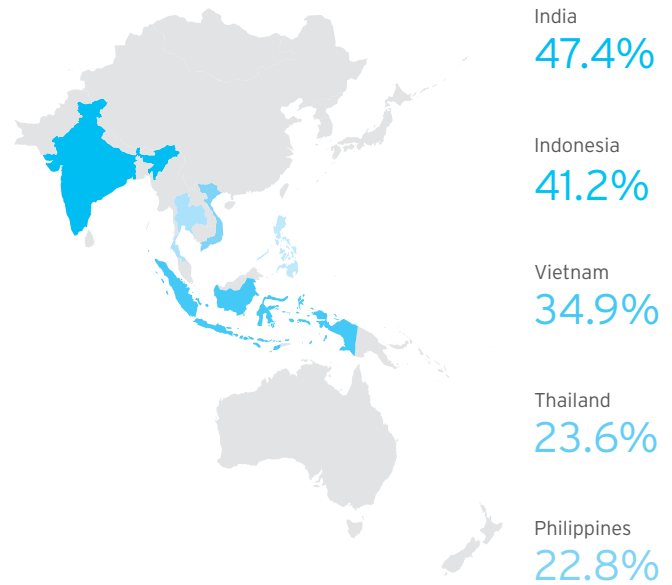 India
47.4%
Indonesia
41.2%
Vietnam
34.9%
Thailand
23.6%
Philippines
22.8%